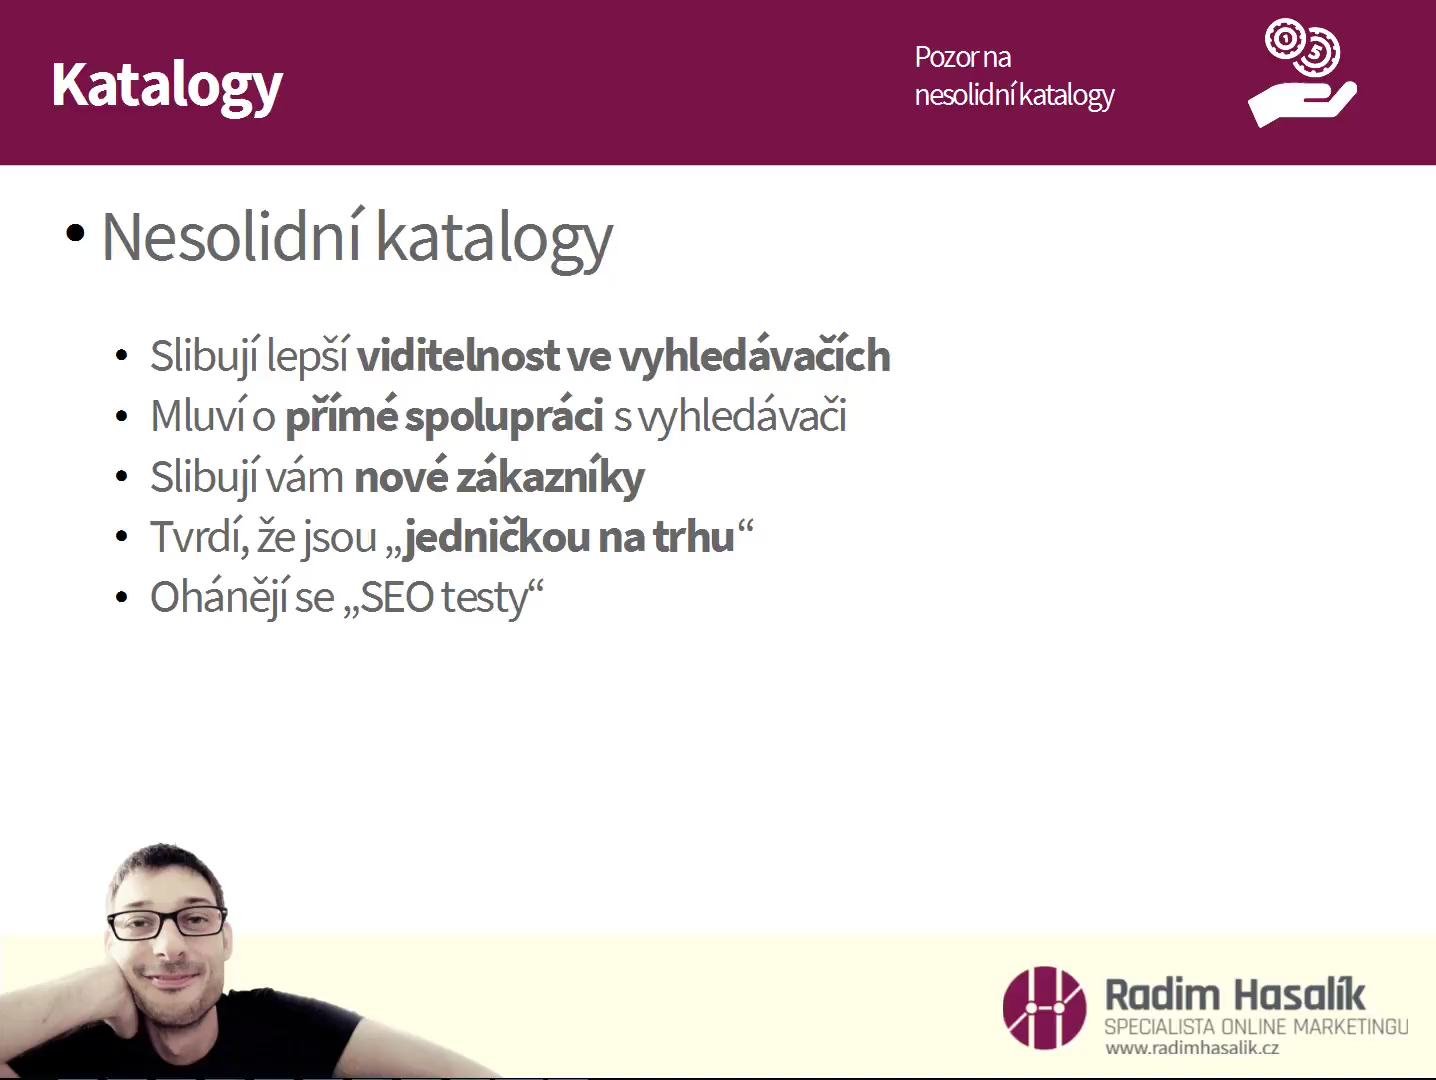 Katalogy
Pozor na
nesolidní katalogy
• Nesolidní katalogy
• Slibují lepší viditelnost ve vyhledávačích
• Mluví o přímé spolupráci s vyhledávači
• Slibují vám nové zákazníky
• Tvrdí, že jsou „jedničkou na trhu“
• Ohánějí se „SEO testy“
Radim Hasalík
SPECIALISTA ONLINE MARKETINGU
www.radimhasalik.cz
1
5